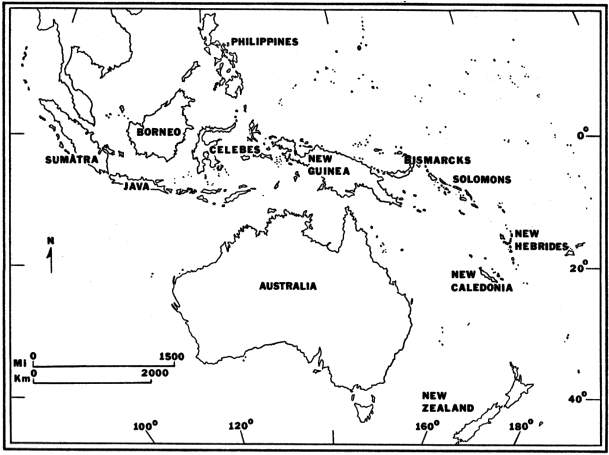 PHILIPPINES
BORNEO
SUMATRA
CELEBES
JAVA
NEW
GUINEA
BISMARCKS
SOLOMONS
0°
NEW
HEBRIDES
N
AUSTRALIA
NEW
CALEDONIA
20°
0 1500
Mi
Km
0 2000
NEW
ZEALAND
40°
100° 120° 160° 180°